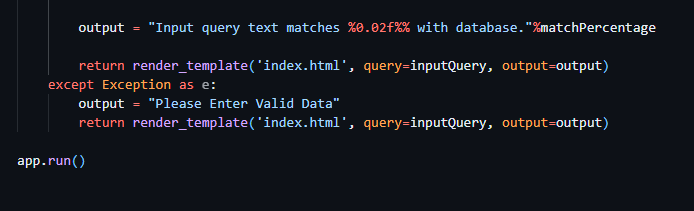 output = "Input query text matches %0.02f%% with database."%matchPercentage
return render_template('index.html', query=inputQuery, output=output)
except Exception as e:
output = "Please Enter Valid Data"
return render_template('index.html', query=inputQuery, output=output)
app.run()